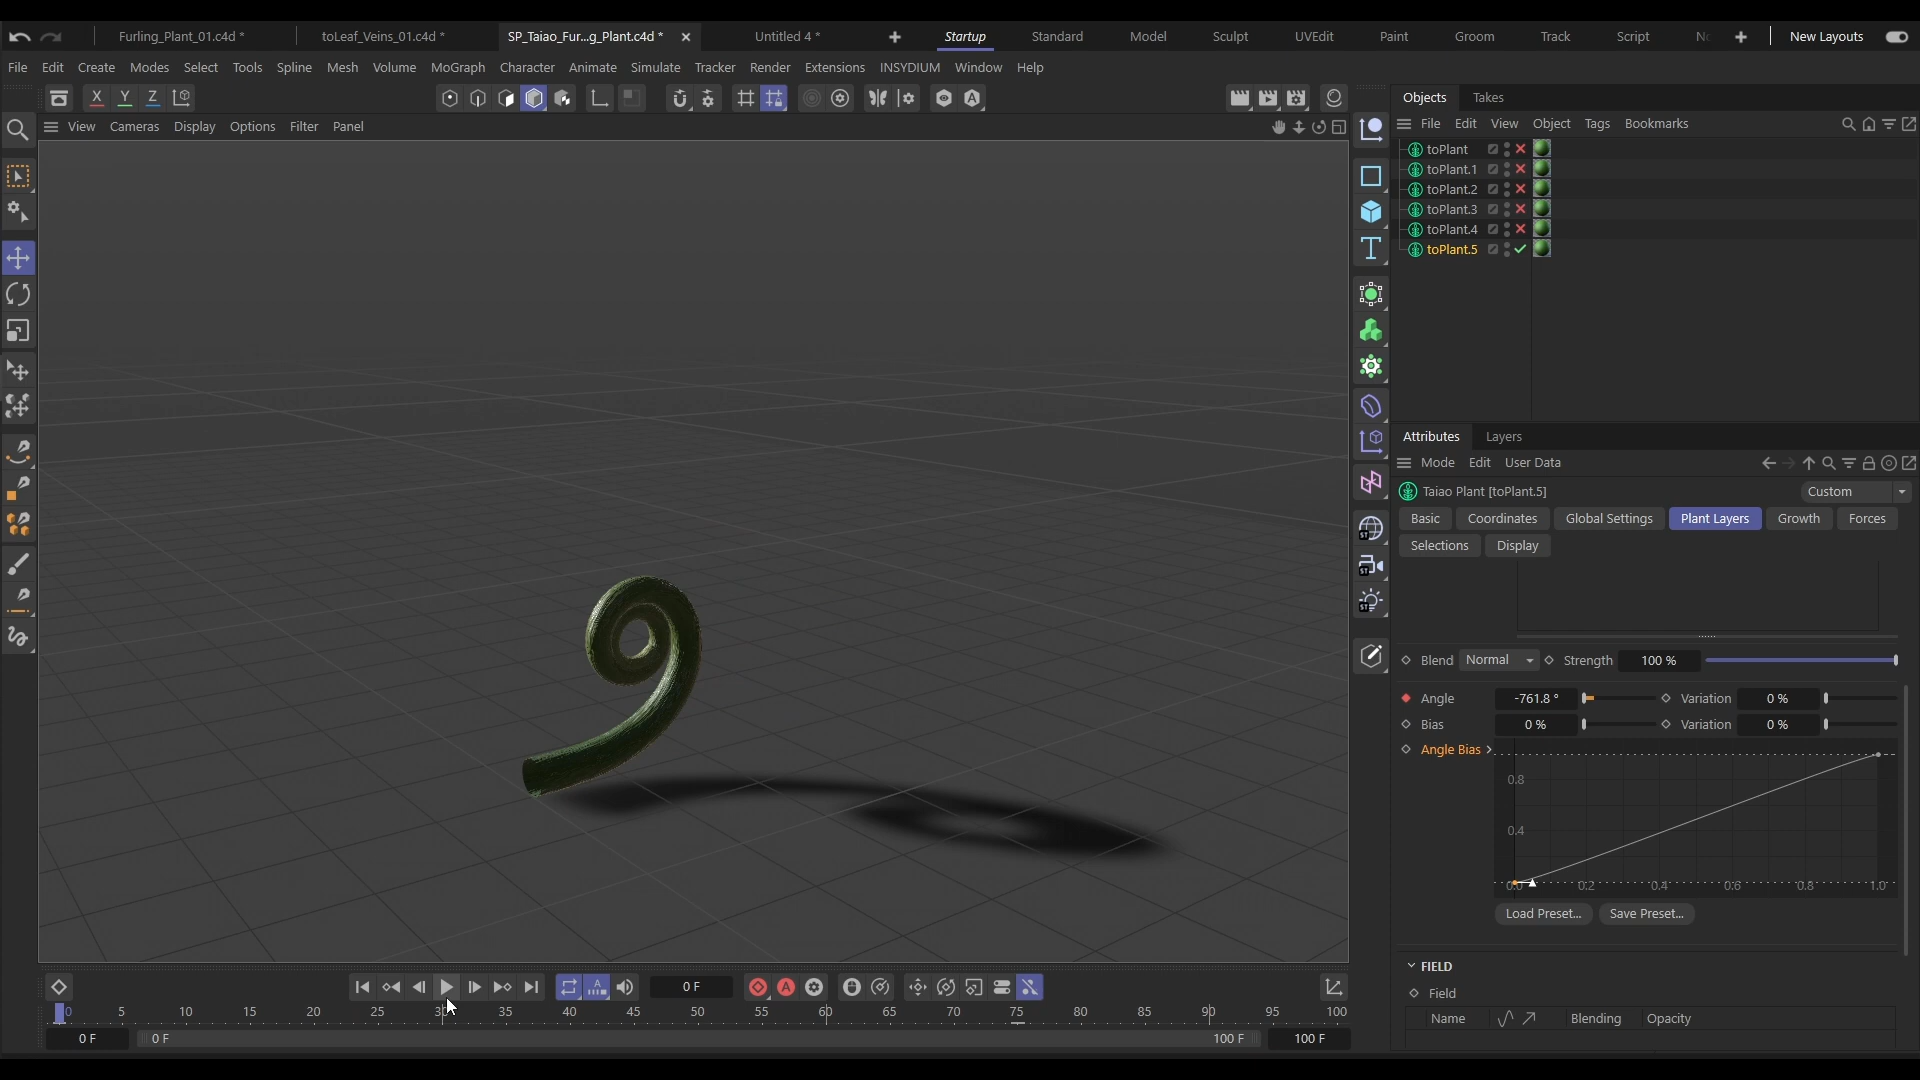 Furling_Plant_01.c4d *
toLeaf_Veins_01.c4d *
SP_Taiao_Fur...g_Plant.c4d *
Untitled 4 *
Startup
Standard
Model
Sculpt
UVEdit
Paint
Groom
Track
Script
New Layouts
File Edit Create Modes Select Tools Spline Mesh Volume MoGraph Character Animate Simulate Tracker Render Extensions INSYDIUM Window Help
X Y Z
Objects Takes
View Cameras Display Options Filter Panel
File Edit View Object Tags Bookmarks
toPlant
toPlant.1
toPlant.2
toPlant.3
toPlant.4
toPlant.5
Attributes Layers
Mode Edit User Data
Taiao Plant [toPlant.5]
Custom
Basic Coordinates Global Settings Plant Layers Growth Forces
Selections Display
Blend Normal Strength 100 %
Angle -761.8 ° Variation 0 %
Bias 0 % Variation 0 %
Angle Bias
0.8
0.4
0.0 0.2 0.4 0.6 0.8 1.0
Load Preset... Save Preset...
FIELD
Field
Name Blending Opacity
0 F
0 5 10 15 20 25 30 35 40 45 50 55 60 65 70 75 80 85 90 95 100
0 F 0 F 100 F 100 F